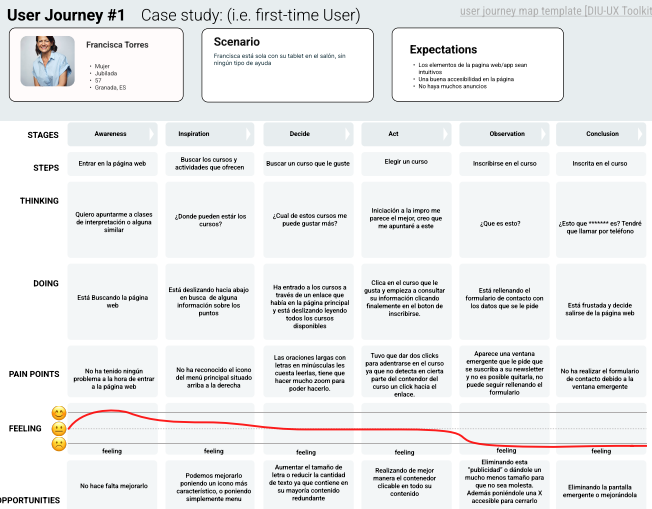 User Journey #1 Case study: (i.e. first-time User)
user journey map template [DIU-UX Toolkit
Francisca Torres
• Mujer
• Jubilada
• 57
• Granada, ES
Scenario
Francisca está sola con su tablet en el salón, sin
ningún tipo de ayuda
Expectations
• Los elementos de la pagina web/app sean
intuitivos
• Una buena accesibilidad en la página
• No haya muchos anuncios
STAGES
Awareness
Inspiration
Decide
Act
Observation
Conclusion
STEPS
Entrar en la página web
Buscar los cursos y
actividades que ofrecen
Buscar un curso que le guste
Elegir un curso
Inscribirse en el curso
Inscrita en el curso
THINKING
Quiero apuntarme a clases
de interpretación o alguna
similar
¿Donde pueden estár los
cursos?
¿Cual de estos cursos me
puede gustar más?
Iniciación a la impro me
parece el mejor, creo que
me apuntaré a este
¿Que es esto?
¿Esto que ******* es? Tendré
que llamar por teléfono
DOING
Está Buscando la página
web
Está deslizando hacia abajo
en busca de alguna
información sobre los
puntos
Ha entrado a los cursos a
través de un enlace que
había en la página principal
y está deslizando leyendo
todos los cursos
disponibles
Clica en el curso que le
gusta y empieza a consultar
su información clicando
finalmente en el boton de
inscribirse.
Está rellenando el
formulario de contacto con
los datos que se le pide
Está frustada y decide
salirse de la página web
PAIN POINTS
No ha tenido ningún
problema a la hora de entrar
a la página web
No ha reconocido el icono
del menú principal situado
arriba a la derecha
Las oraciones largas con
letras en minúsculas les
cuesta leerlas, tiene que
hacer mucho zoom para
poder hacerlo.
Tuvo que dar dos clicks
para adentrarse en el curso
ya que no detecta en cierta
parte del contendor del
curso un click hacia el
enlace.
Aparece una ventana
emergente que le pide que
se suscriba a su newsletter
y no es posible quitarla, no
puede seguir rellenando el
formulario
No ha realizar el formulario
de contacto debido a la
ventana emergente
FEELING
feeling
feeling
feeling
feeling
feeling
feeling
OPPORTUNITIES
No hace falta mejorarlo
Podemos mejorarlo
poniendo un icono más
característico, o poniendo
simplemente menu
Aumentar el tamaño de
letra o reducir la cantidad
de texto ya que contiene en
su mayoría contenido
redundante
Realizando de mejor
manera el contenedor
clicable en todo su
contenido
Eliminando esta
"publicidad" o dándole un
mucho menos tamaño para
que no sea molesta.
Además poniéndole una X
accesible para cerrarlo
Eliminando la pantalla
emergente o mejorándola